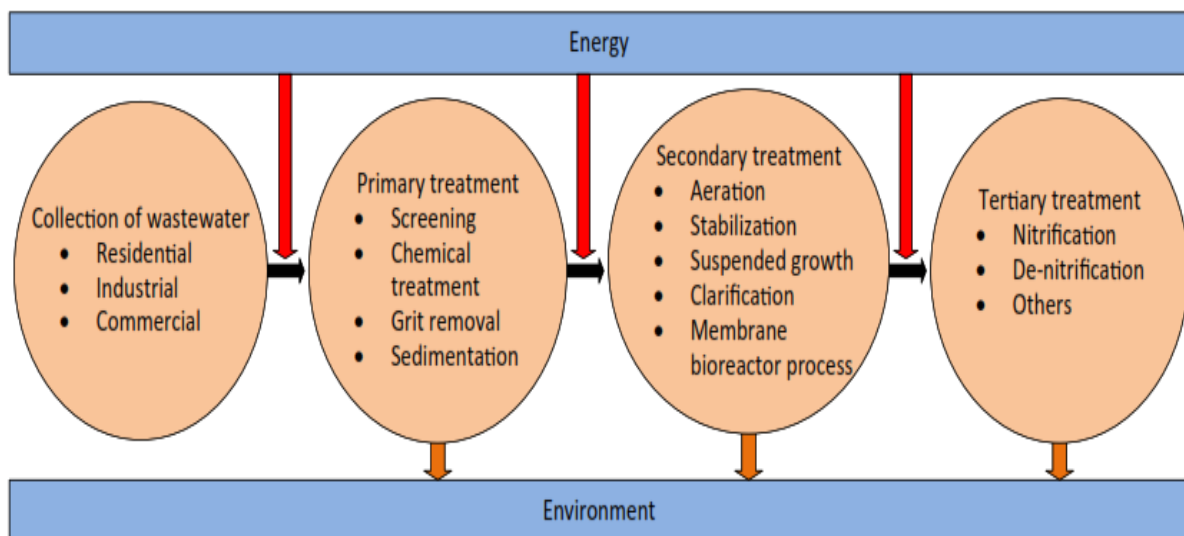 Energy
Collection of wastewater
• Residential
• Industrial
• Commercial
Primary treatment
• Screening
• Chemical
treatment
• Grit removal
• Sedimentation
Secondary treatment
• Aeration
• Stabilization
• Suspended growth
• Clarification
• Membrane
bioreactor process
Tertiary treatment
• Nitrification
• De-nitrification
• Others
Environment